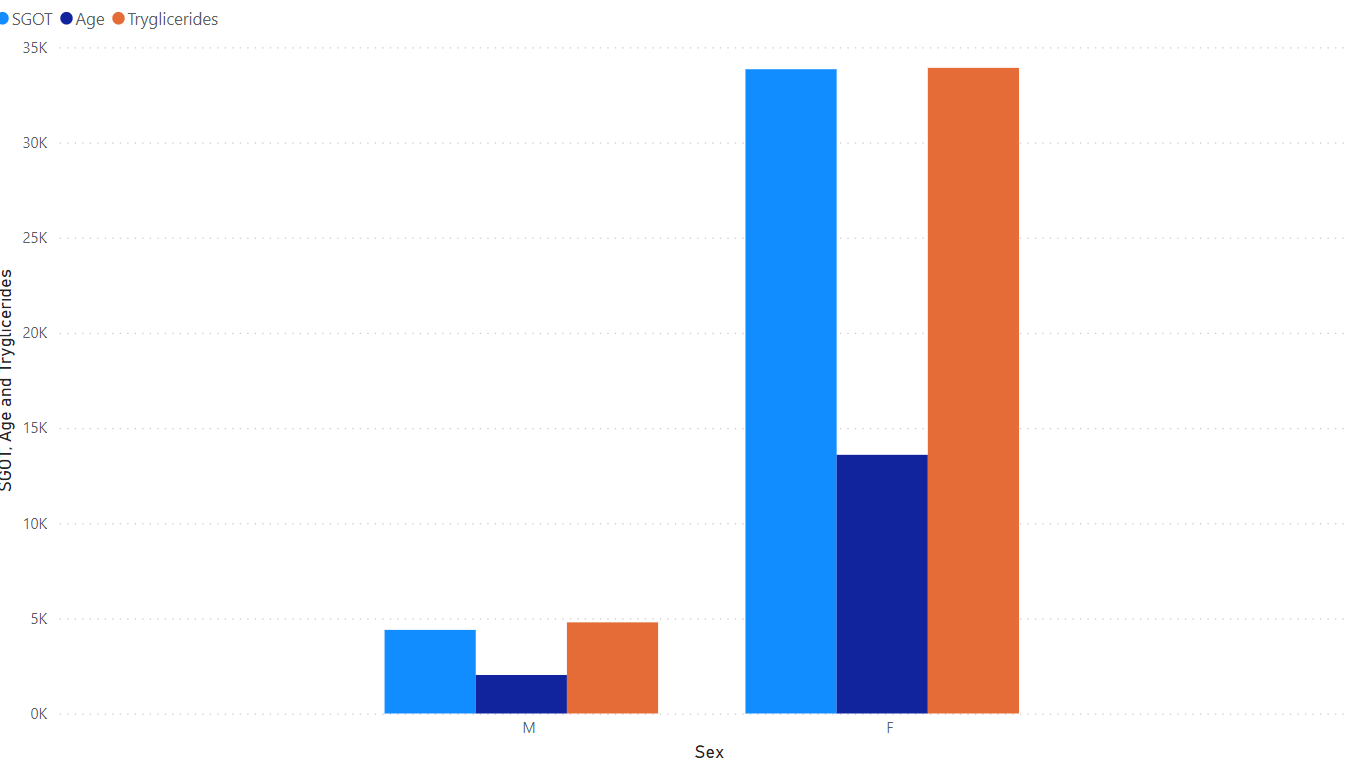 SGOT Age Tryglicerides
35K
30K
25K
20K
15K
10K
5K
0K
SGOT, Age and Tryglicerides
M F
Sex